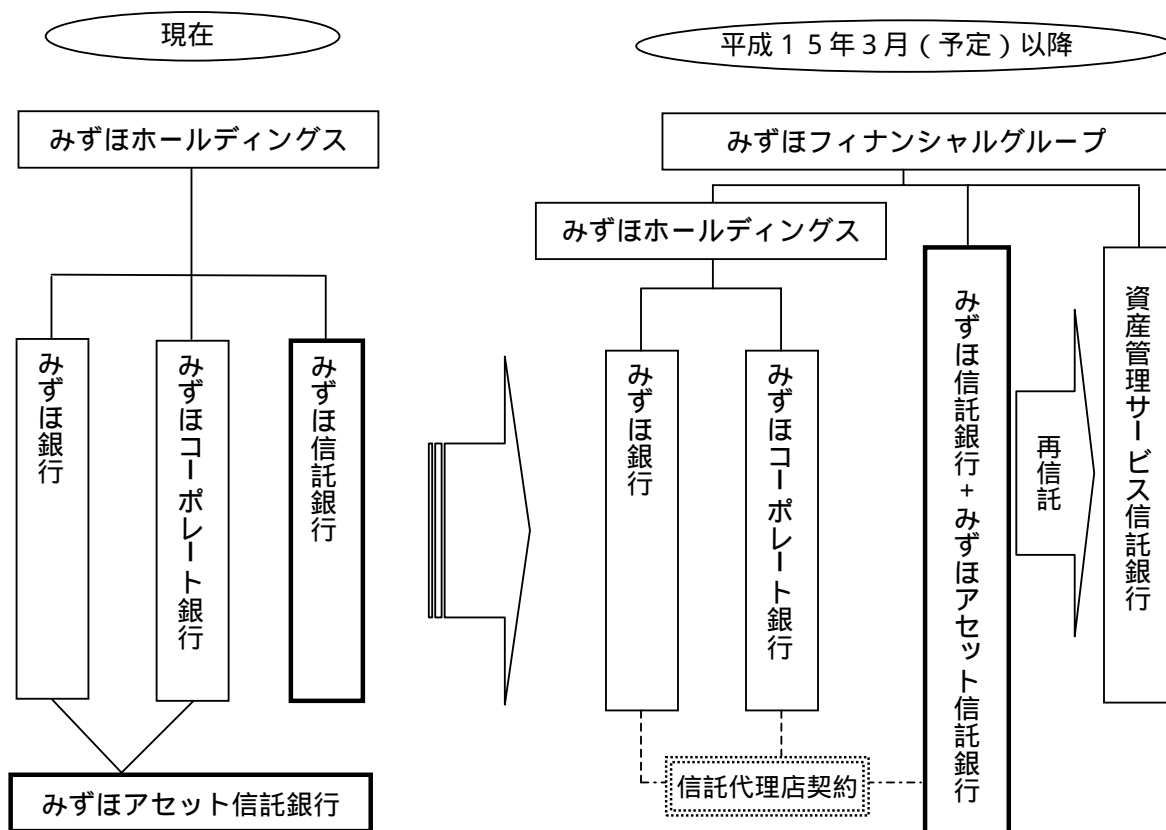 現在
平成１５年３月（予定）以降
みずほホールディングス
みずほ銀行
みずほコーポレート銀行
みずほ信託銀行
みずほアセット信託銀行
みずほフィナンシャルグループ
みずほホールディングス
みずほ銀行
みずほコーポレート銀行
みずほ信託銀行+みずほアセット信託銀行
再信託
資産管理サービス信託銀行
信託代理店契約